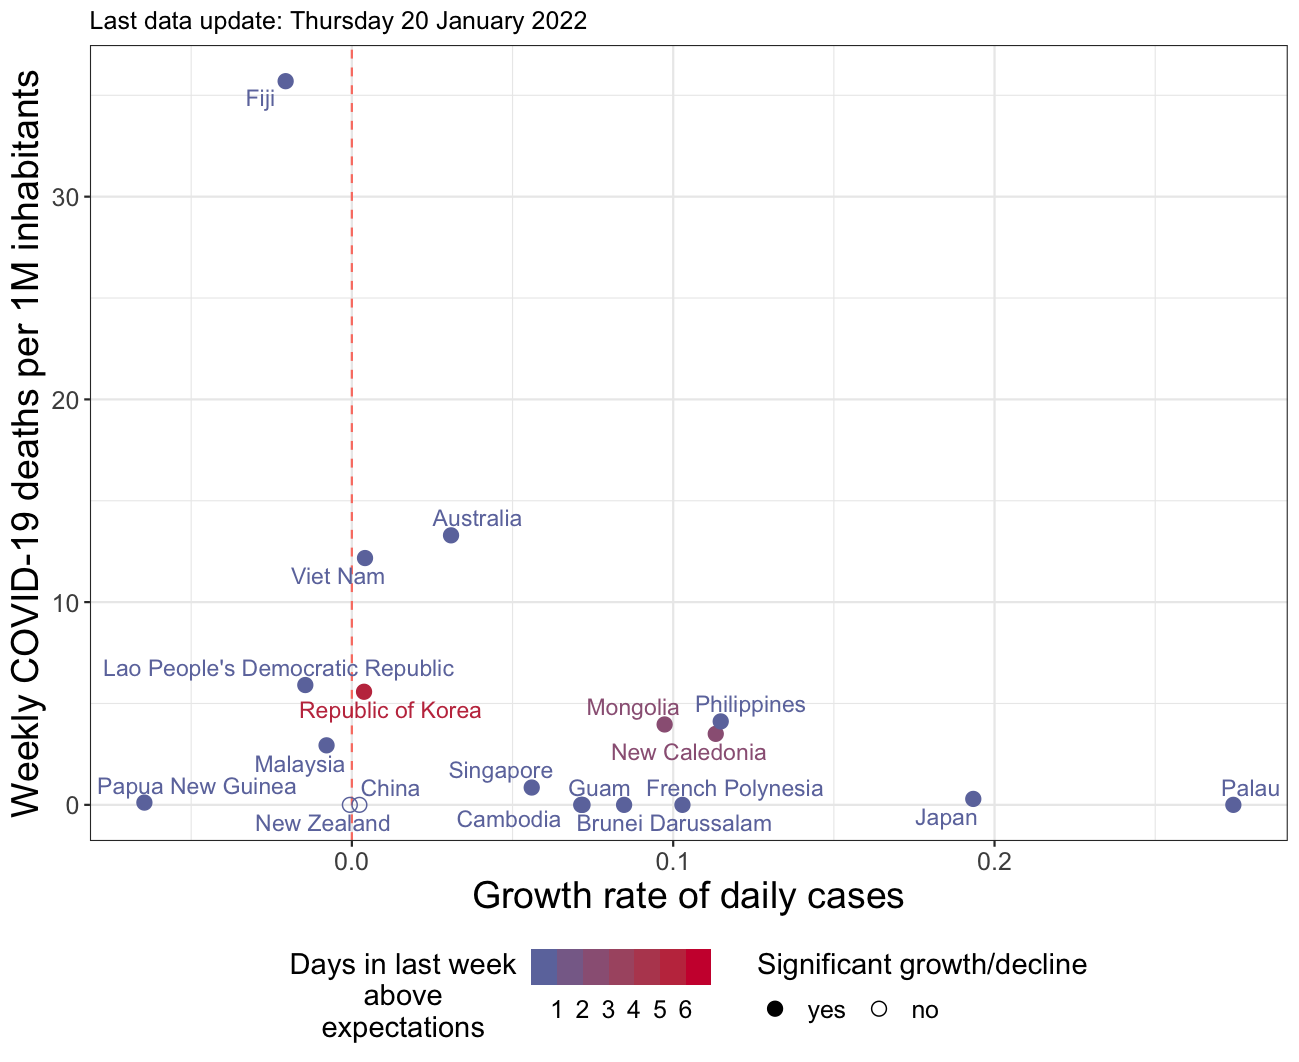 Last data update: Thursday 20 January 2022
Weekly COVID-19 deaths per 1M inhabitants
30
20
10
0
Fiji
Australia
Viet Nam
Lao People's Democratic Republic
Republic of Korea
Mongolia
Philippines
New Caledonia
Malaysia
Singapore
Papua New Guinea
China
Guam
French Polynesia
Palau
New Zealand
Cambodia
Brunei Darussalam
Japan
0.0
0.1
0.2
Growth rate of daily cases
Days in last week
above
expectations
1 2 3 4 5 6
Significant growth/decline
yes
no